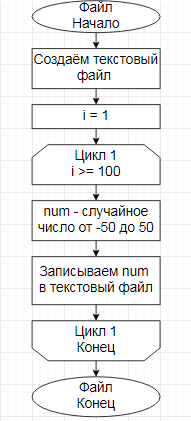 Файл
Начало
Создаём текстовый
файл
i = 1
Цикл 1
i >= 100
num - случайное
число от -50 до 50
Записываем num
в текстовый файл
Цикл 1
Конец
Файл
Конец